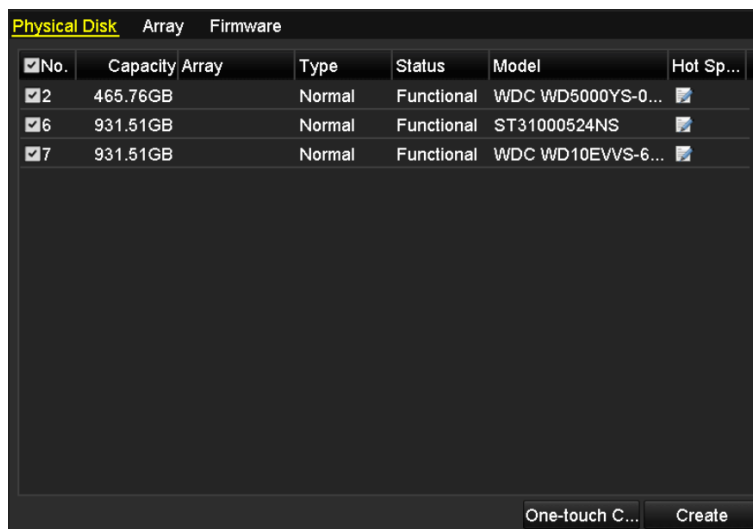 Physical Disk Array Firmware
No. Capacity Array Type Status Model Hot Sp...
2 465.76GB Normal Functional WDC WD5000YS-0...
6 931.51GB Normal Functional ST31000524NS
7 931.51GB Normal Functional WDC WD10EVVS-6...
One-touch C... Create